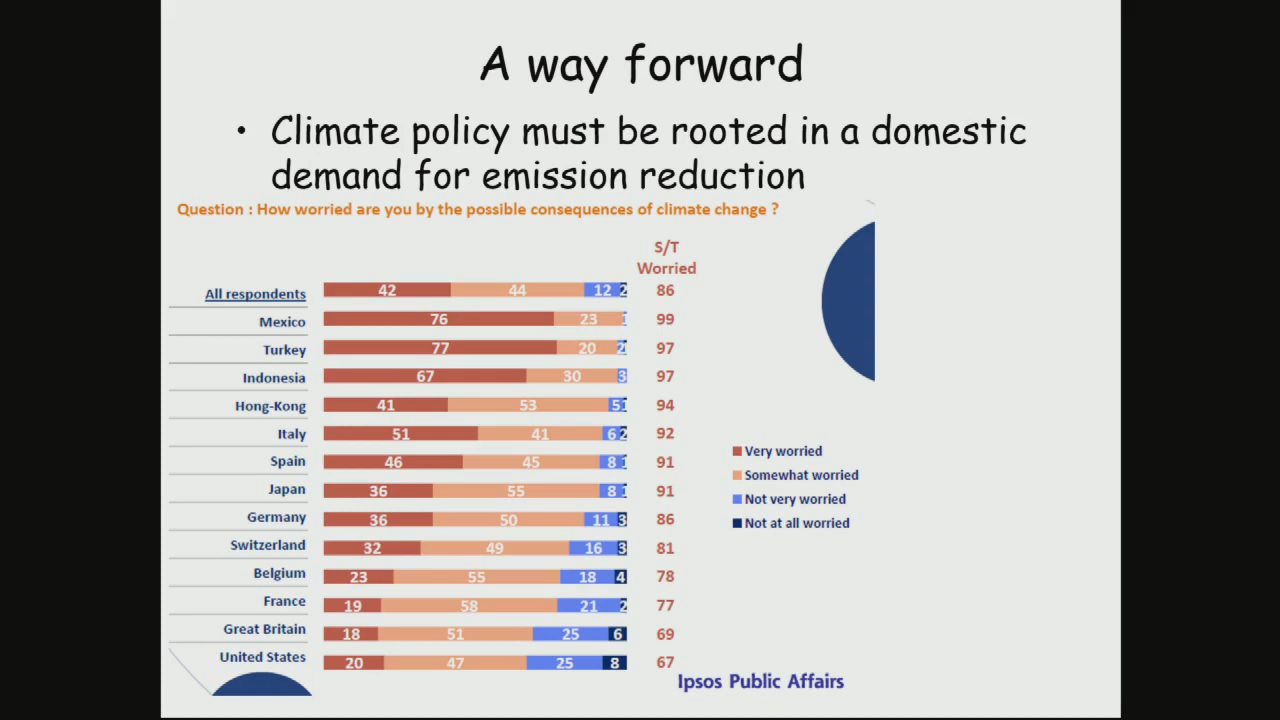 A way forward
• Climate policy must be rooted in a domestic
demand for emission reduction
Question : How worried are you by the possible consequences of climate change ?
S/T
Worried
All respondents 42 44 12 2 86
Mexico 76 23 1 99
Turkey 77 20 2 97
Indonesia 67 30 3 97
Hong-Kong 41 53 5 1 94
Italy 51 41 6 2 92
Spain 46 45 8 1 91
Japan 36 55 8 1 91
Germany 36 50 11 3 86
Switzerland 32 49 16 3 81
Belgium 23 55 18 4 78
France 19 58 21 2 77
Great Britain 18 51 25 6 69
United States 20 47 25 8 67
Very worried
Somewhat worried
Not very worried
Not at all worried
Ipsos Public Affairs